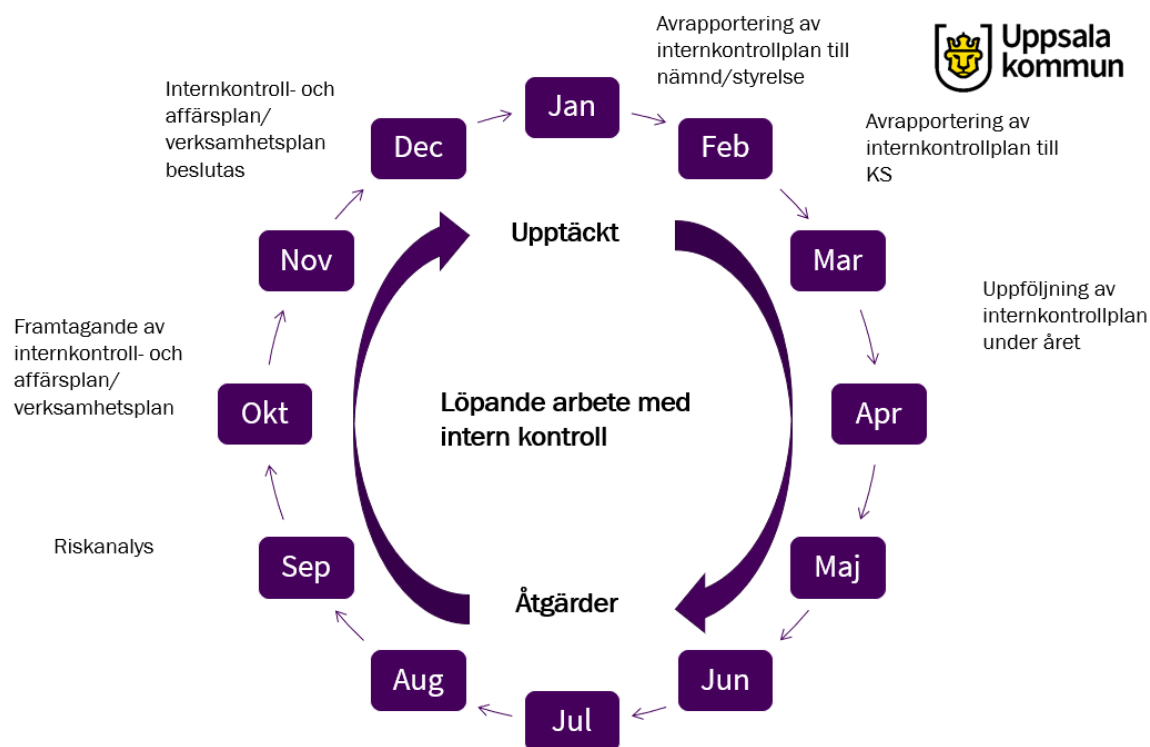 Avrapportering av
internkontrollplan till
nämnd/styrelse
Uppsala
kommun
Internkontroll- och
affärsplan/
verksamhetsplan
beslutas
Jan
Avrapportering av
internkontrollplan till
KS
Dec
Feb
Upptäckt
Nov
Mar
Uppföljning av
internkontrollplan
under året
Framtagande av
internkontroll- och
affärsplan/
verksamhetsplan
Okt
Löpande arbete med
intern kontroll
Apr
Riskanalys
Sep
Maj
Åtgärder
Aug
Jun
Jul